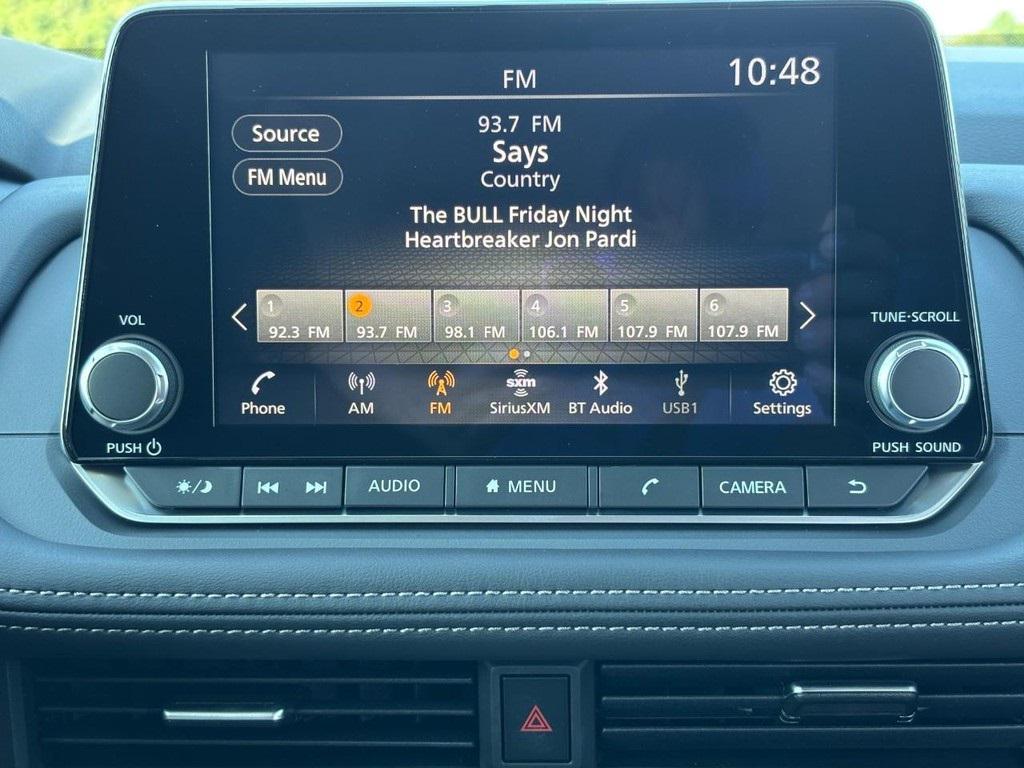 FM
10:48
Source
93.7 FM
Says
FM Menu
Country
The BULL Friday Night
Heartbreaker Jon Pardi
1
2
3
4
5
6
92.3 FM
93.7 FM
98.1 FM
106.1 FM
107.9 FM
107.9 FM
VOL
TUNE·SCROLL
sxm
Phone
AM
FM
SiriusXM
BT Audio
USB1
Settings
PUSH
PUSH SOUND
AUDIO
MENU
CAMERA